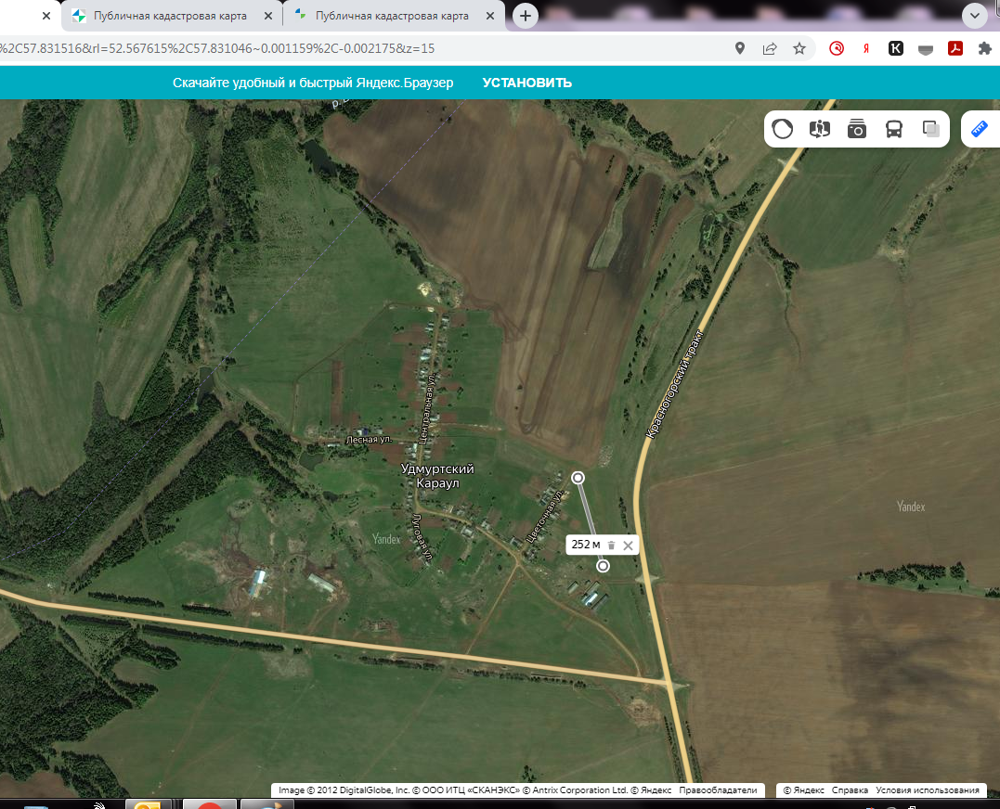 Публичная кадастровая карта
Публичная кадастровая карта
%2C57.831516&rl=52.567615%2C57.831046~0.001159%2C-0.002175&z=15
Я
K
Скачайте удобный и быстрый Яндекс.Браузер УСТАНОВИТЬ
Красногорский тракт
Центральная ул.
Лесная ул.
Удмуртский
Караул
Цветочная ул.
Луговая ул.
Yandex
Yandex
252 м
Image © 2012 DigitalGlobe, Inc. © ООО ИТЦ «СКАНЭКС» © Antrix Corporation Ltd. © Яндекс Правообладатели
© Яндекс Справка Условия использования